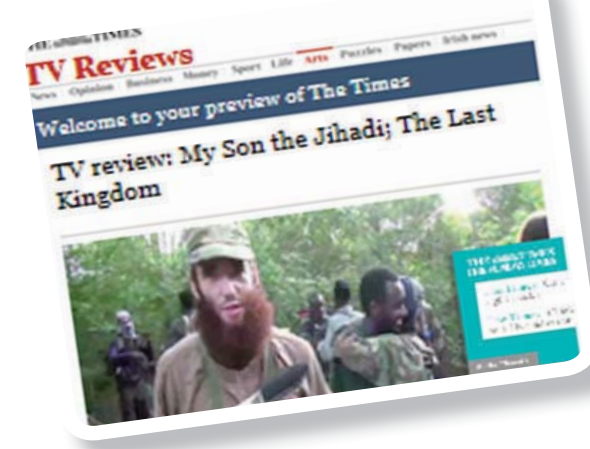 TIMES
TV Reviews
News Opinion Business Money Sport Life Arts Puzzles Papers Irish news
Welcome to your preview of The Times
TV review: My Son the Jihadi; The Last
Kingdom